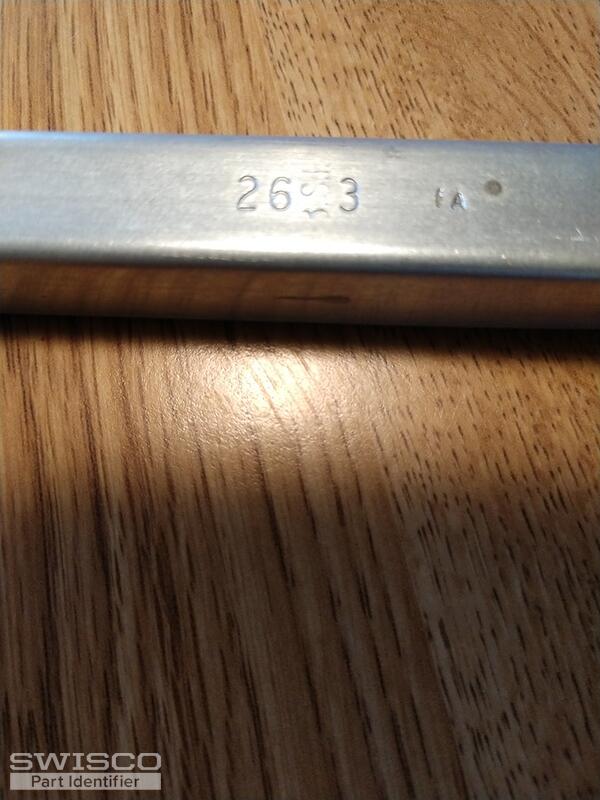 26 3 FA
SWISCO
Part Identifier